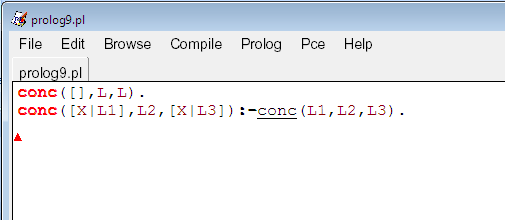 prolog9.pl
File Edit Browse Compile Prolog Pce Help
prolog9.pl
conc([],L,L).
conc([X|L1],L2,[X|L3]):-conc(L1,L2,L3).